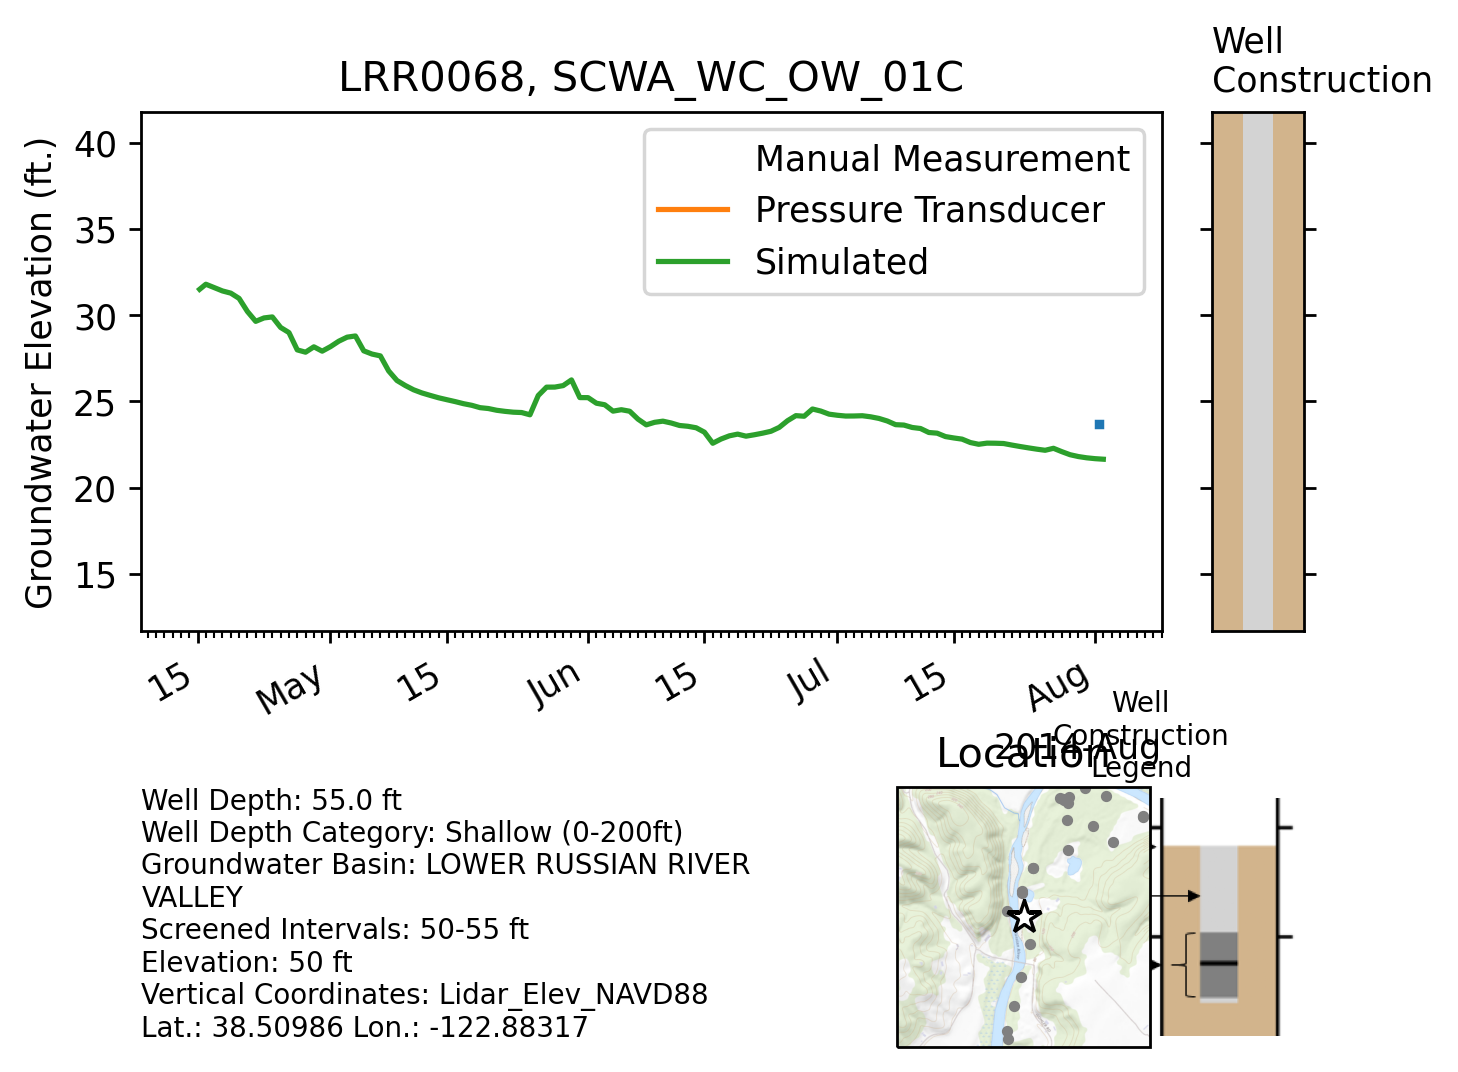 Well
Construction
LRR0068, SCWA_WC_OW_01C
Groundwater Elevation (ft.)
40
35
30
25
20
15
Manual Measurement
Pressure Transducer
Simulated
15
May
15
Jun
15
Jul
15
Aug
2014-Aug
Location
Well
Construction
Legend
Well Depth: 55.0 ft
Well Depth Category: Shallow (0-200ft)
Groundwater Basin: LOWER RUSSIAN RIVER
VALLEY
Screened Intervals: 50-55 ft
Elevation: 50 ft
Vertical Coordinates: Lidar_Elev_NAVD88
Lat.: 38.50986 Lon.: -122.88317